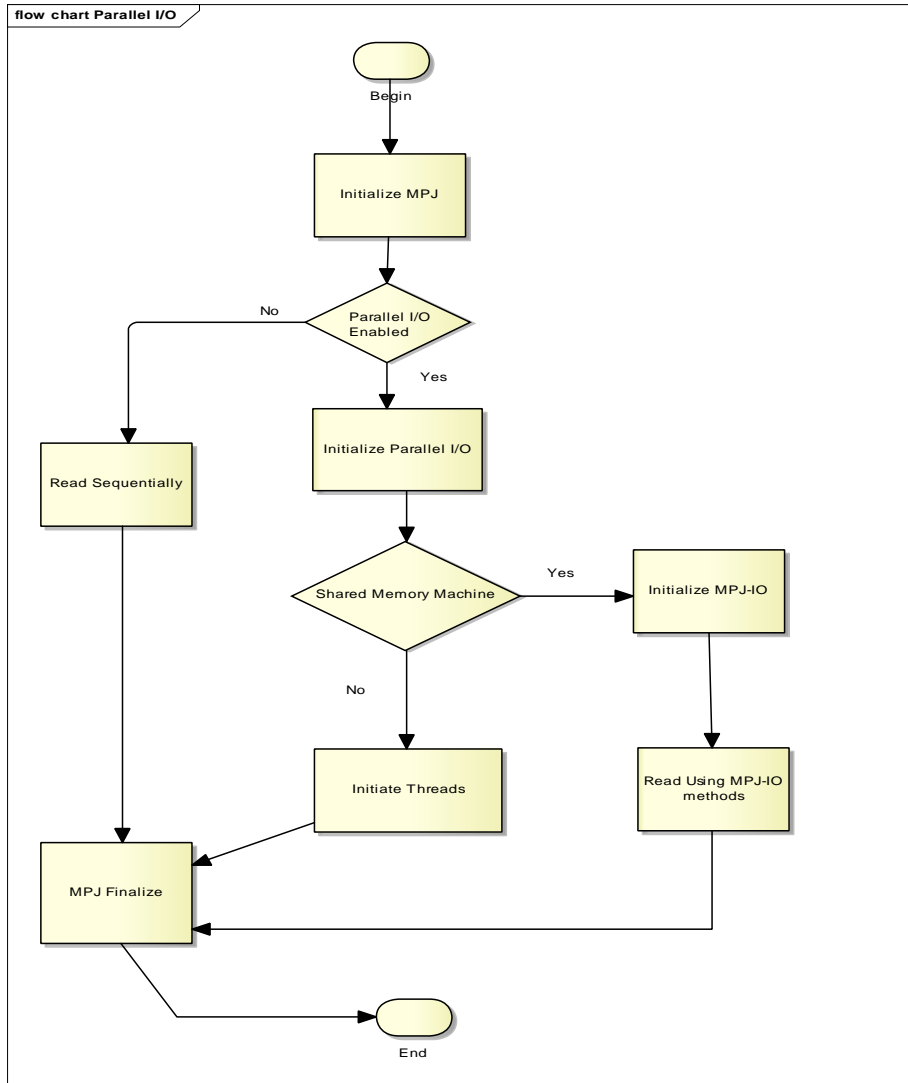 flow chart Parallel I/O
Begin
Initialize MPJ
No
Parallel I/O
Enabled
Yes
Initialize Parallel I/O
Read Sequentially
Shared Memory Machine
Yes
Initialize MPJ-IO
No
Initiate Threads
Read Using MPJ-IO
methods
MPJ Finalize
End